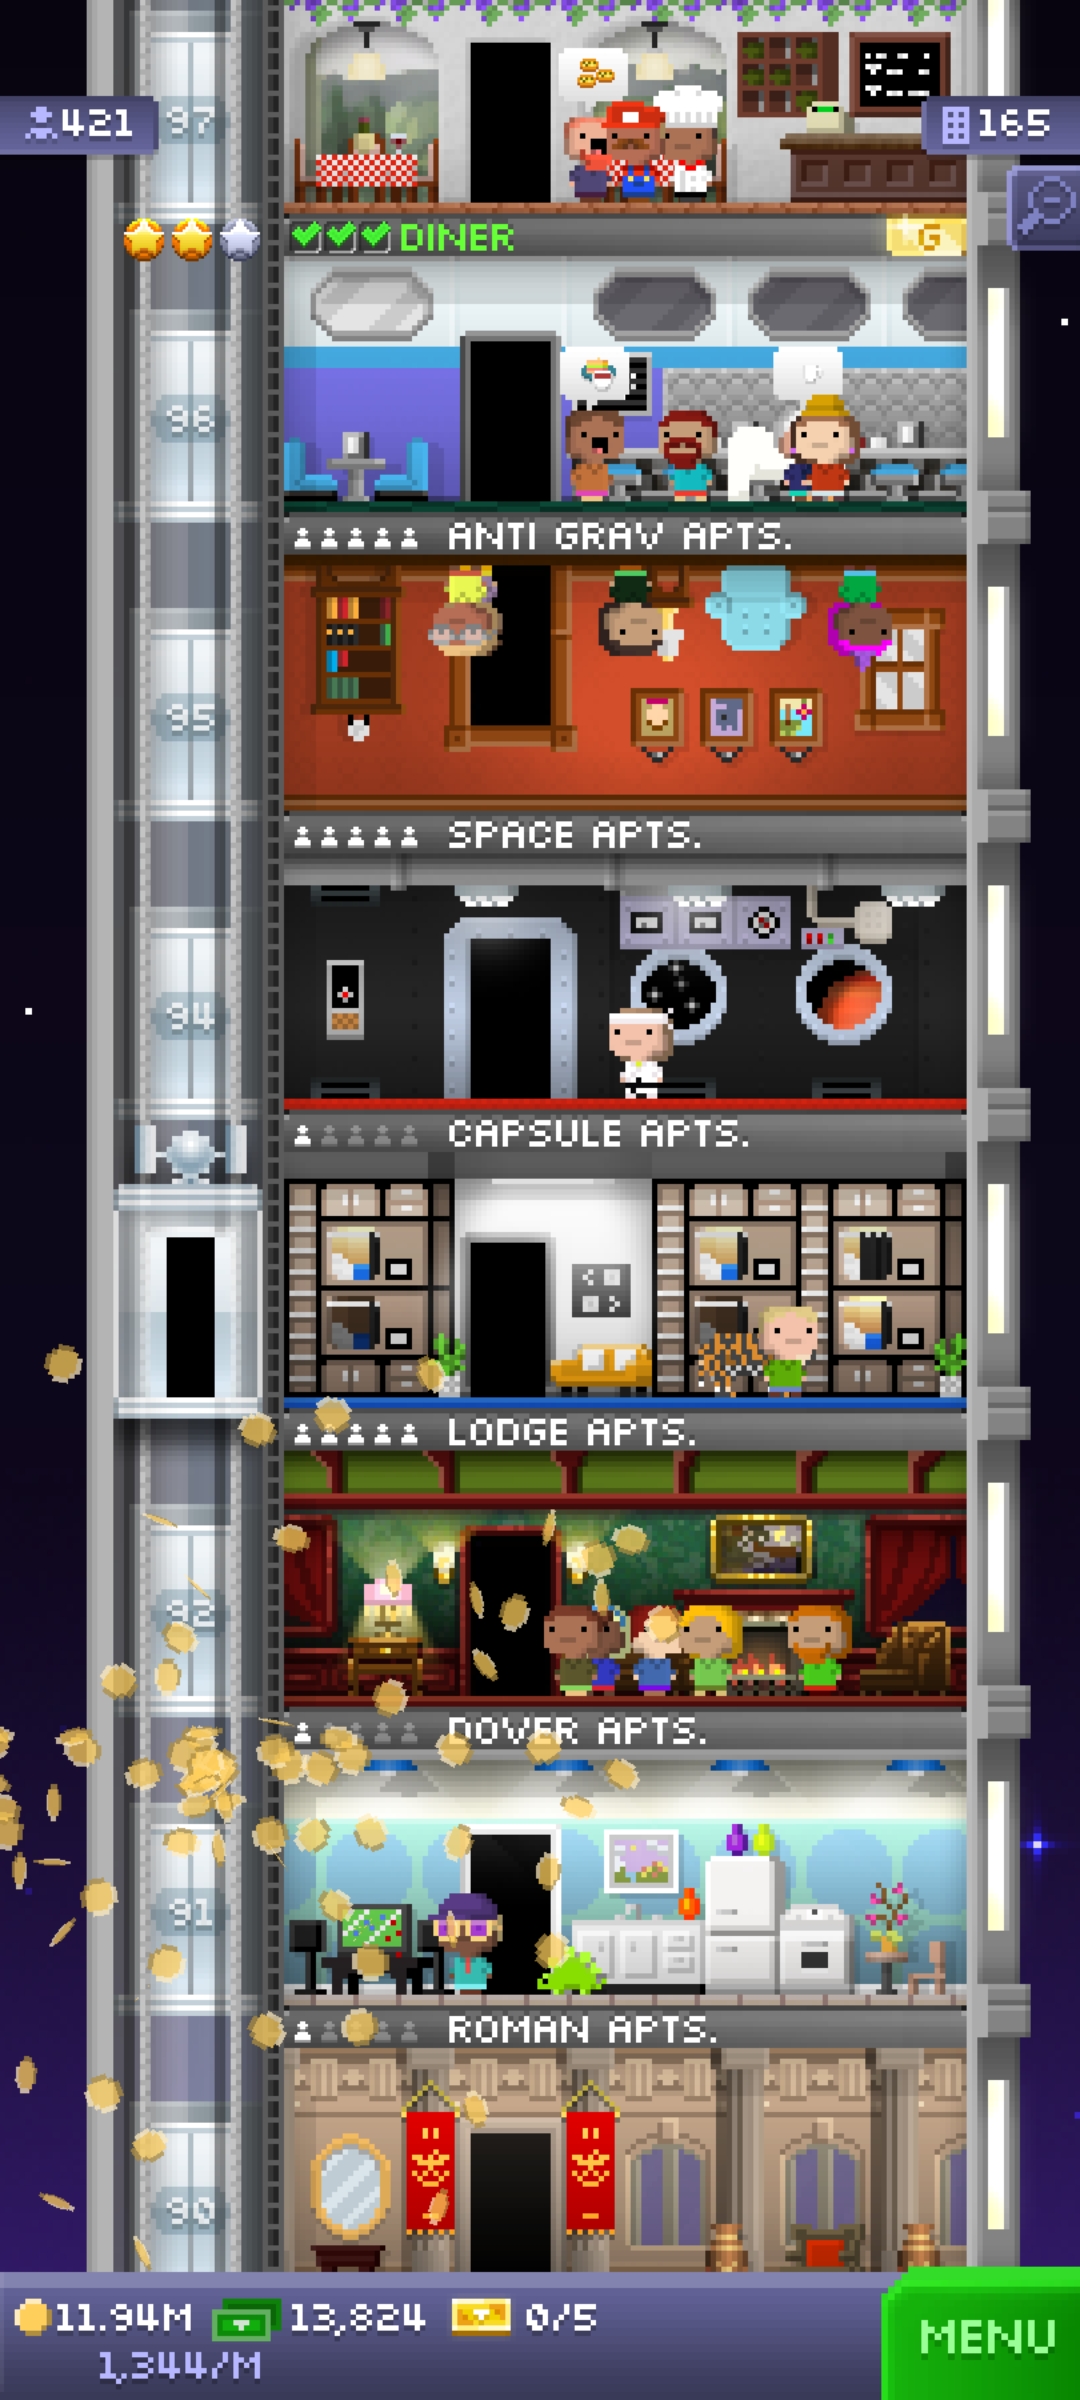 97
421
165
DINER
G
96
ANTI GRAV APTS.
95
SPACE APTS.
94
CAPSULE APTS.
LODGE APTS.
92
DOVER APTS.
91
ROMAN APTS.
90
11.94M 13,824 0/5
1,344/M
MENU